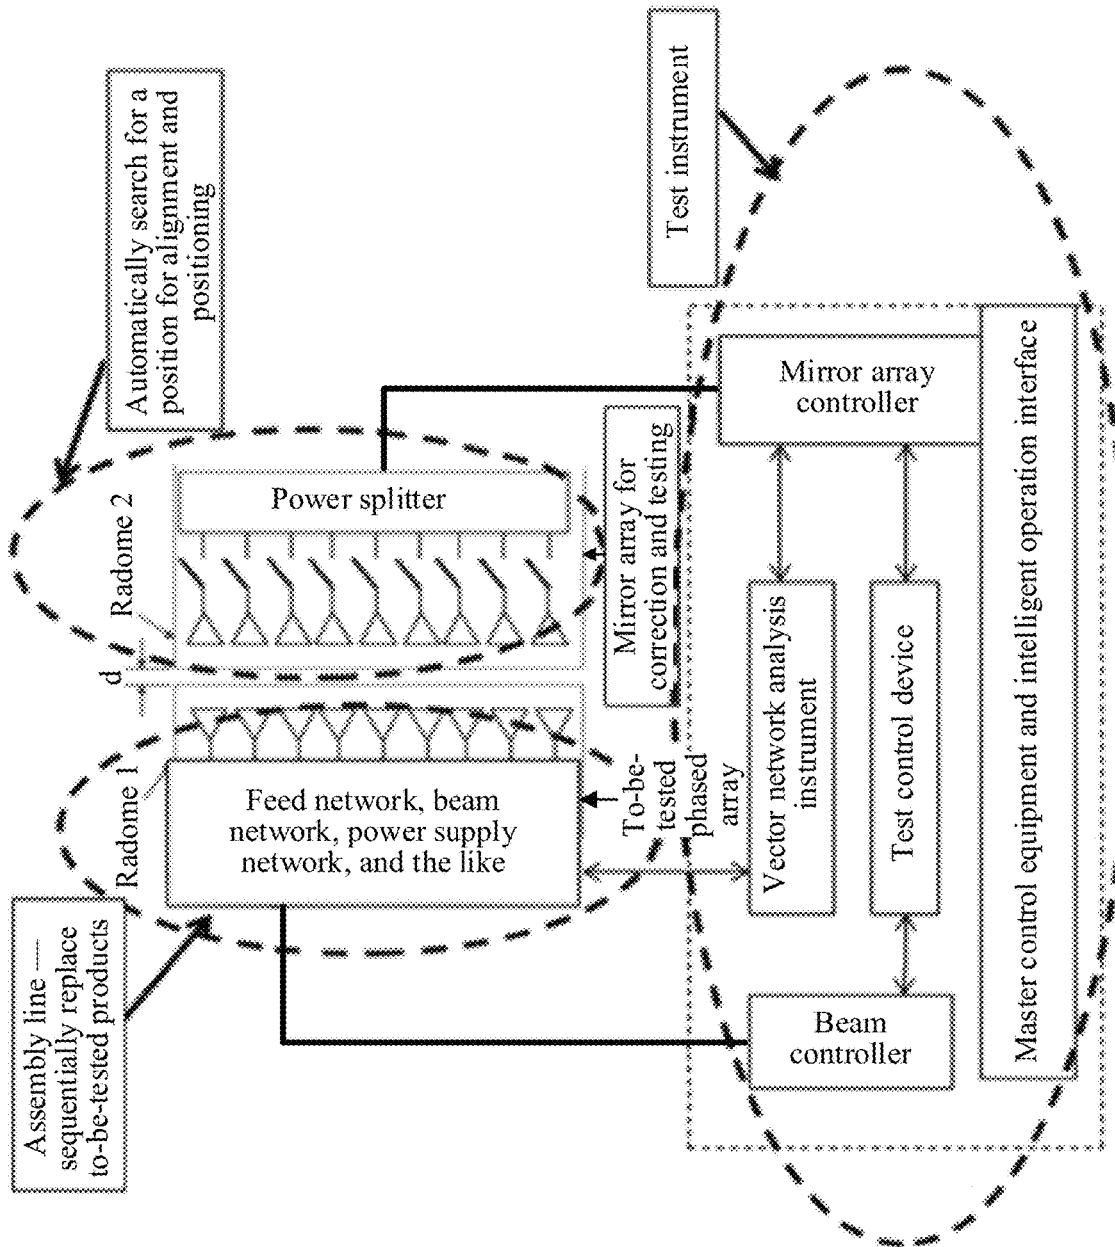 Automatically search for a
position for alignment and
positioning
Test instrument
Assembly line —
sequentially replace
to-be-tested products
Radome 1
d
Radome 2
Power splitter
Feed network, beam
network, power supply
network, and the like
Mirror array for
correction and testing
To-be-
tested
phased
array
Mirror array
controller
Vector network analysis
instrument
Test control device
Beam
controller
Master control equipment and intelligent operation interface